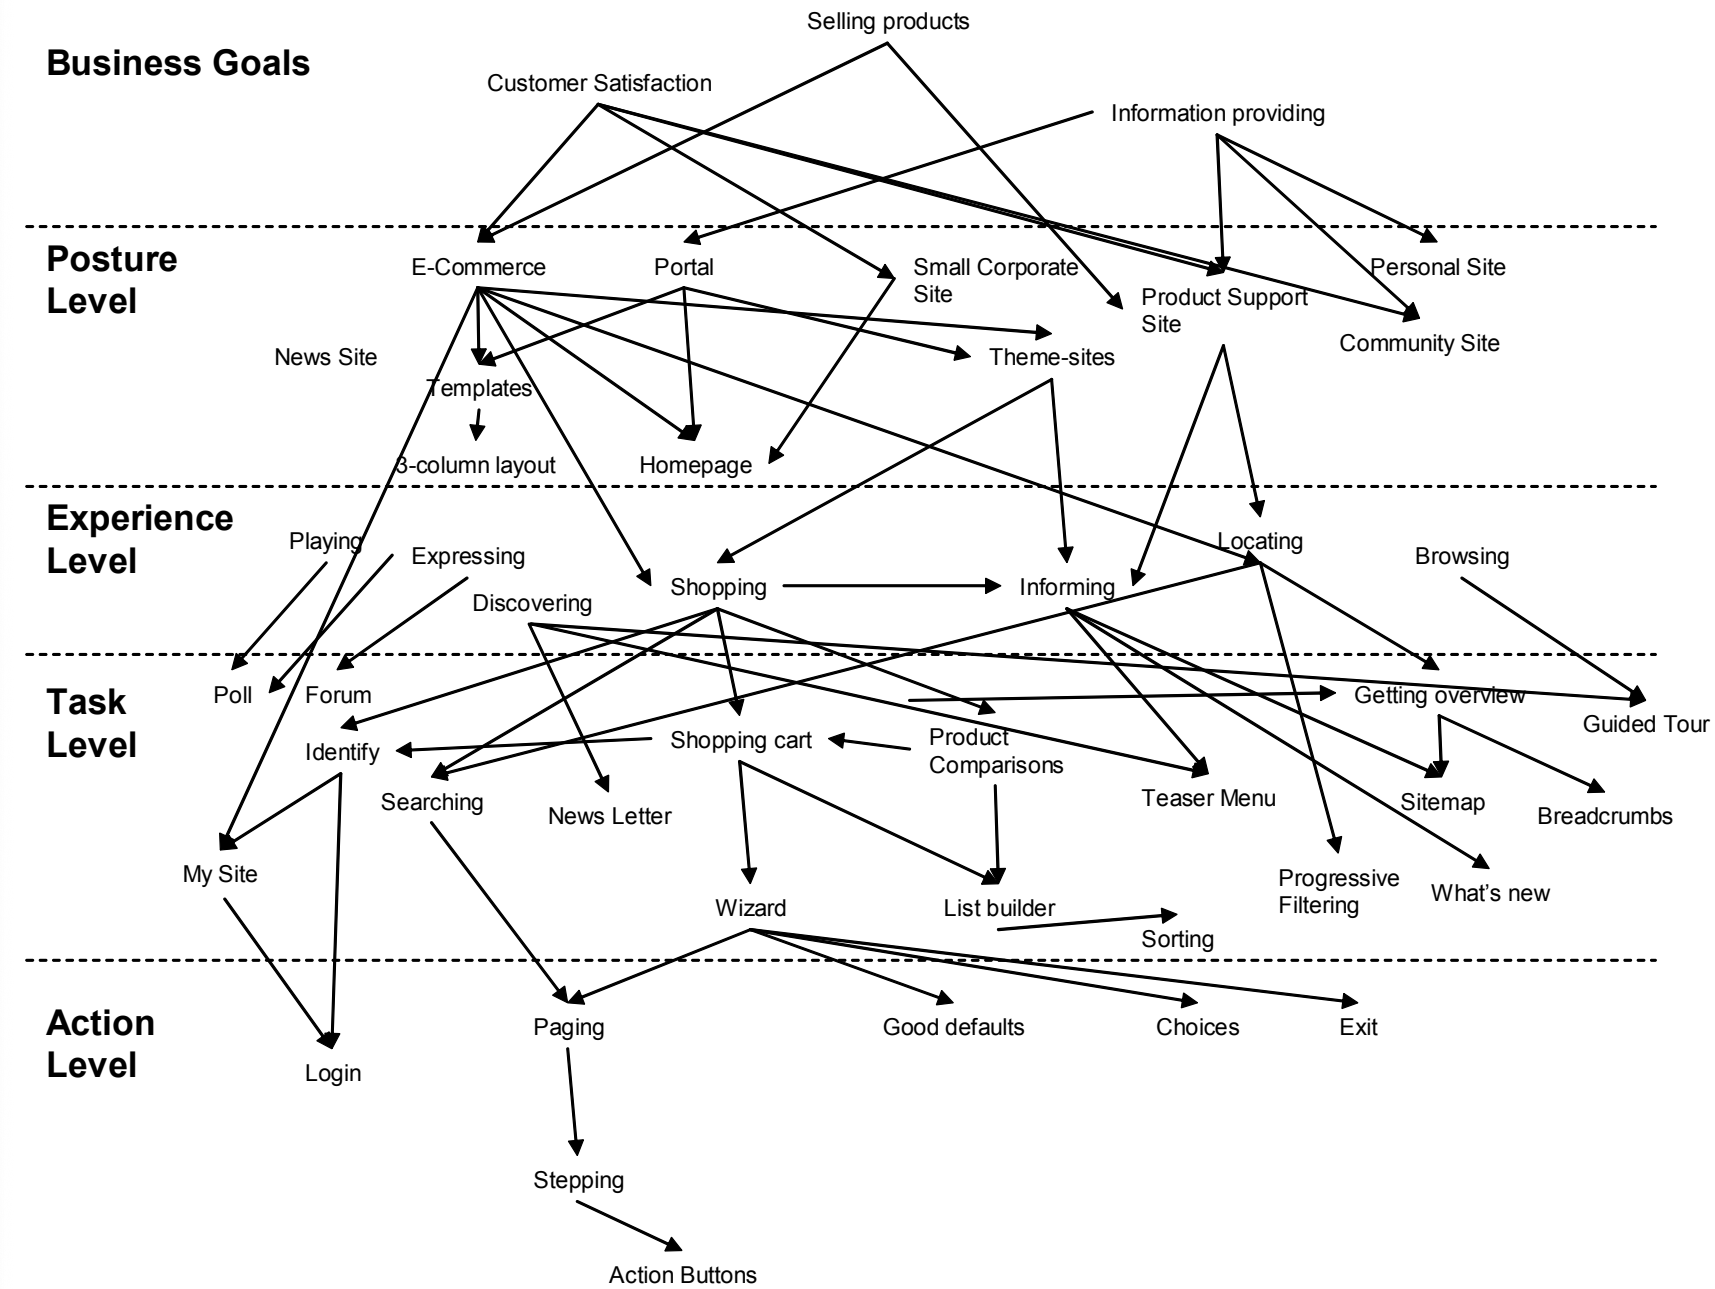 Selling products
Business Goals
Customer Satisfaction
Information providing
Posture
Level
E-Commerce
Portal
Small Corporate
Site
Personal Site
Product Support
Site
News Site
Theme-sites
Community Site
Templates
3-column layout
Homepage
Experience
Level
Playing
Expressing
Locating
Browsing
Discovering
Shopping
Informing
Task
Level
Poll
Forum
Getting overview
Guided Tour
Identify
Shopping cart
Product
Comparisons
Searching
News Letter
Teaser Menu
Sitemap
Breadcrumbs
My Site
Progressive
Filtering
What's new
Wizard
List builder
Sorting
Action
Level
Paging
Good defaults
Choices
Exit
Login
Stepping
Action Buttons